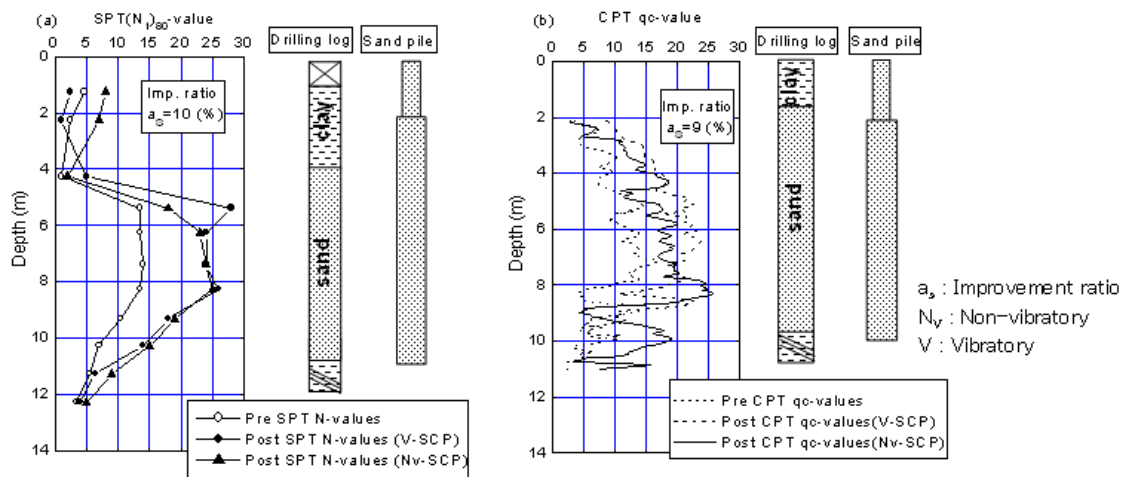 (a) SPT(N₁)₆₀-value
Drilling log Sand pile
0 5 10 15 20 25 30
0
2
4
6
8
10
12
14
Depth (m)
Imp. ratio
aₛ=10 (%)
clay
sand
Pre SPT N-values
Post SPT N-values (V-SCP)
Post SPT N-values (Nv-SCP)
(b) CPT qc-value
Drilling log Sand pile
0 5 10 15 20 25 30
0
2
4
6
8
10
12
14
Depth (m)
Imp. ratio
aₛ=9 (%)
clay
sand
Pre CPT qc-values
Post CPT qc-values(V-SCP)
Post CPT qc-values(Nv-SCP)
aₛ : Improvement ratio
Nᵥ : Non-vibratory
V : Vibratory